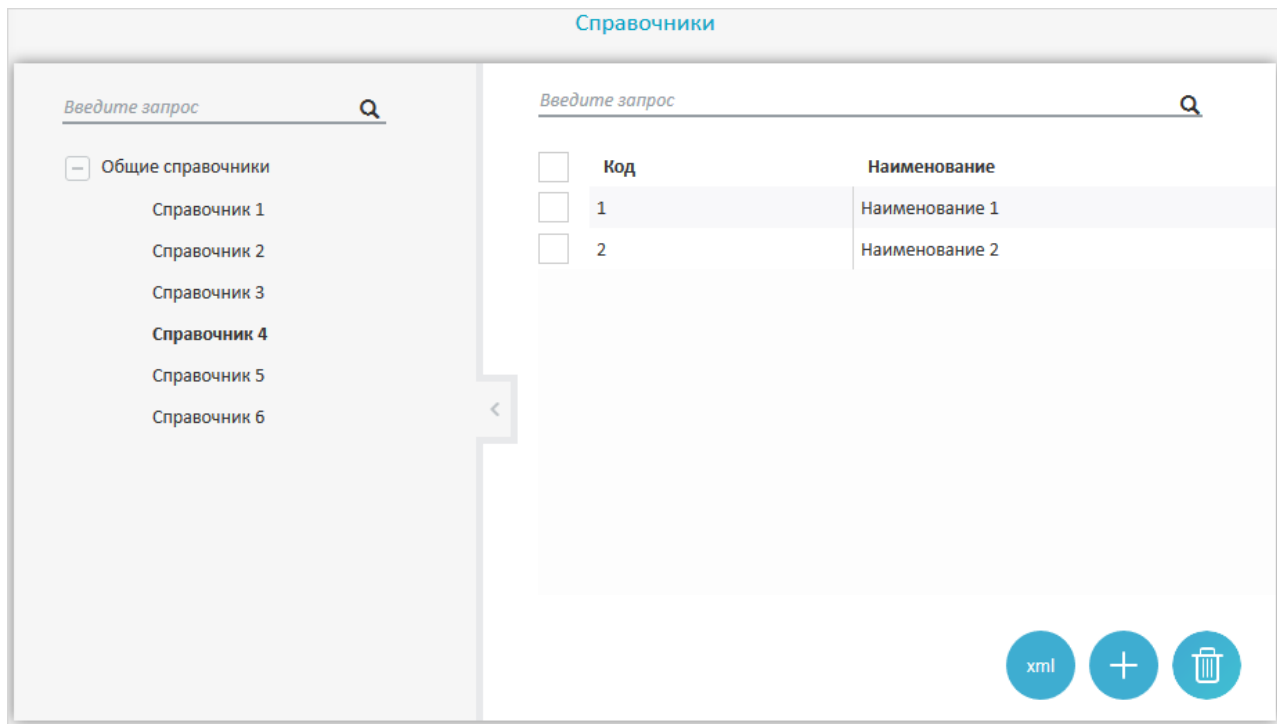 Справочники
Введите запрос
Общие справочники
Справочник 1
Справочник 2
Справочник 3
Справочник 4
Справочник 5
Справочник 6
Введите запрос
Код Наименование
1 Наименование 1
2 Наименование 2
xml